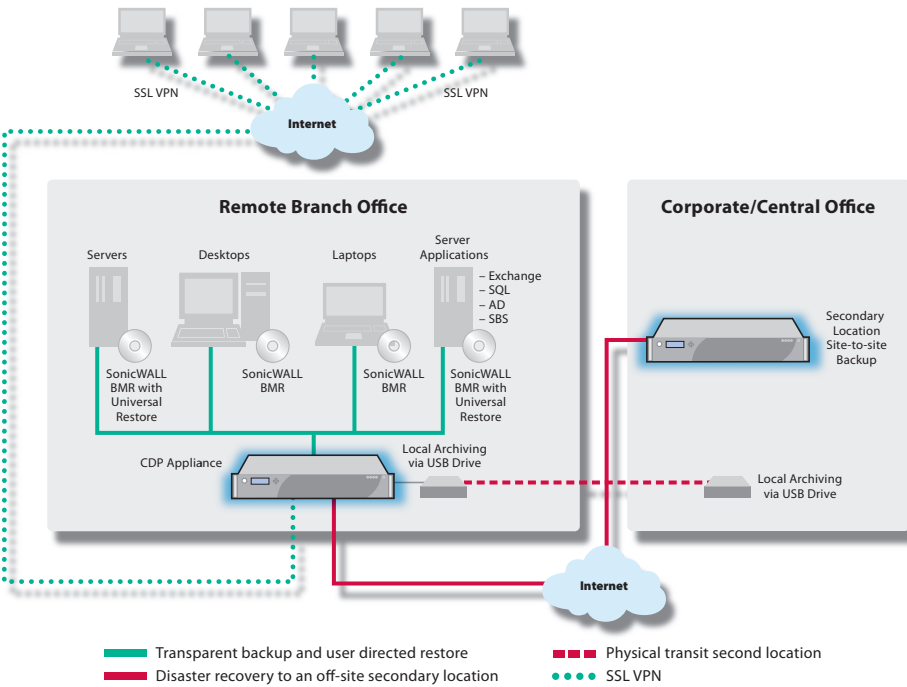 SSL VPN
SSL VPN
Internet
Remote Branch Office
Corporate/Central Office
Servers
Desktops
Laptops
Server
Applications
– Exchange
– SQL
– AD
– SBS
SonicWALL
BMR with
Universal
Restore
SonicWALL
BMR
SonicWALL
BMR
SonicWALL
BMR with
Universal
Restore
Secondary
Location
Site-to-site
Backup
CDP Appliance
Local Archiving
via USB Drive
Local Archiving
via USB Drive
Internet
Transparent backup and user directed restore
Physical transit second location
Disaster recovery to an off-site secondary location
SSL VPN